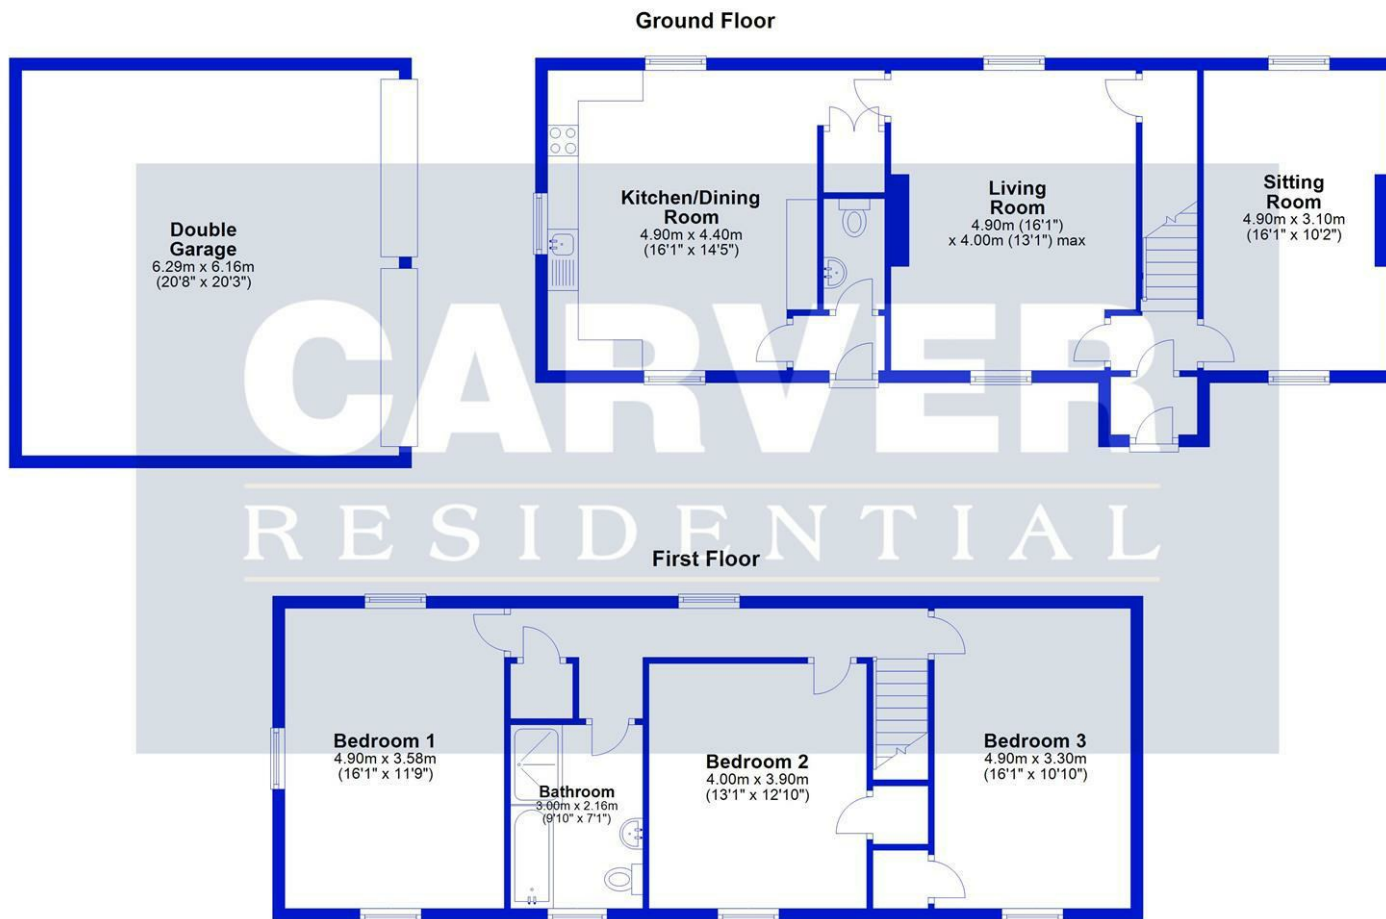 Ground Floor
Double
Garage
6.29m x 6.16m
(20'8" x 20'3")
Kitchen/Dining
Room
4.90m x 4.40m
(16'1" x 14'5")
Living
Room
4.90m (16'1")
x 4.00m (13'1") max
Sitting
Room
4.90m x 3.10m
(16'1" x 10'2")
CARVER
RESIDENTIAL
First Floor
Bedroom 1
4.90m x 3.58m
(16'1" x 11'9")
Bathroom
3.00m x 2.16m
(9'10" x 7'1")
Bedroom 2
4.00m x 3.90m
(13'1" x 12'10")
Bedroom 3
4.90m x 3.30m
(16'1" x 10'10")